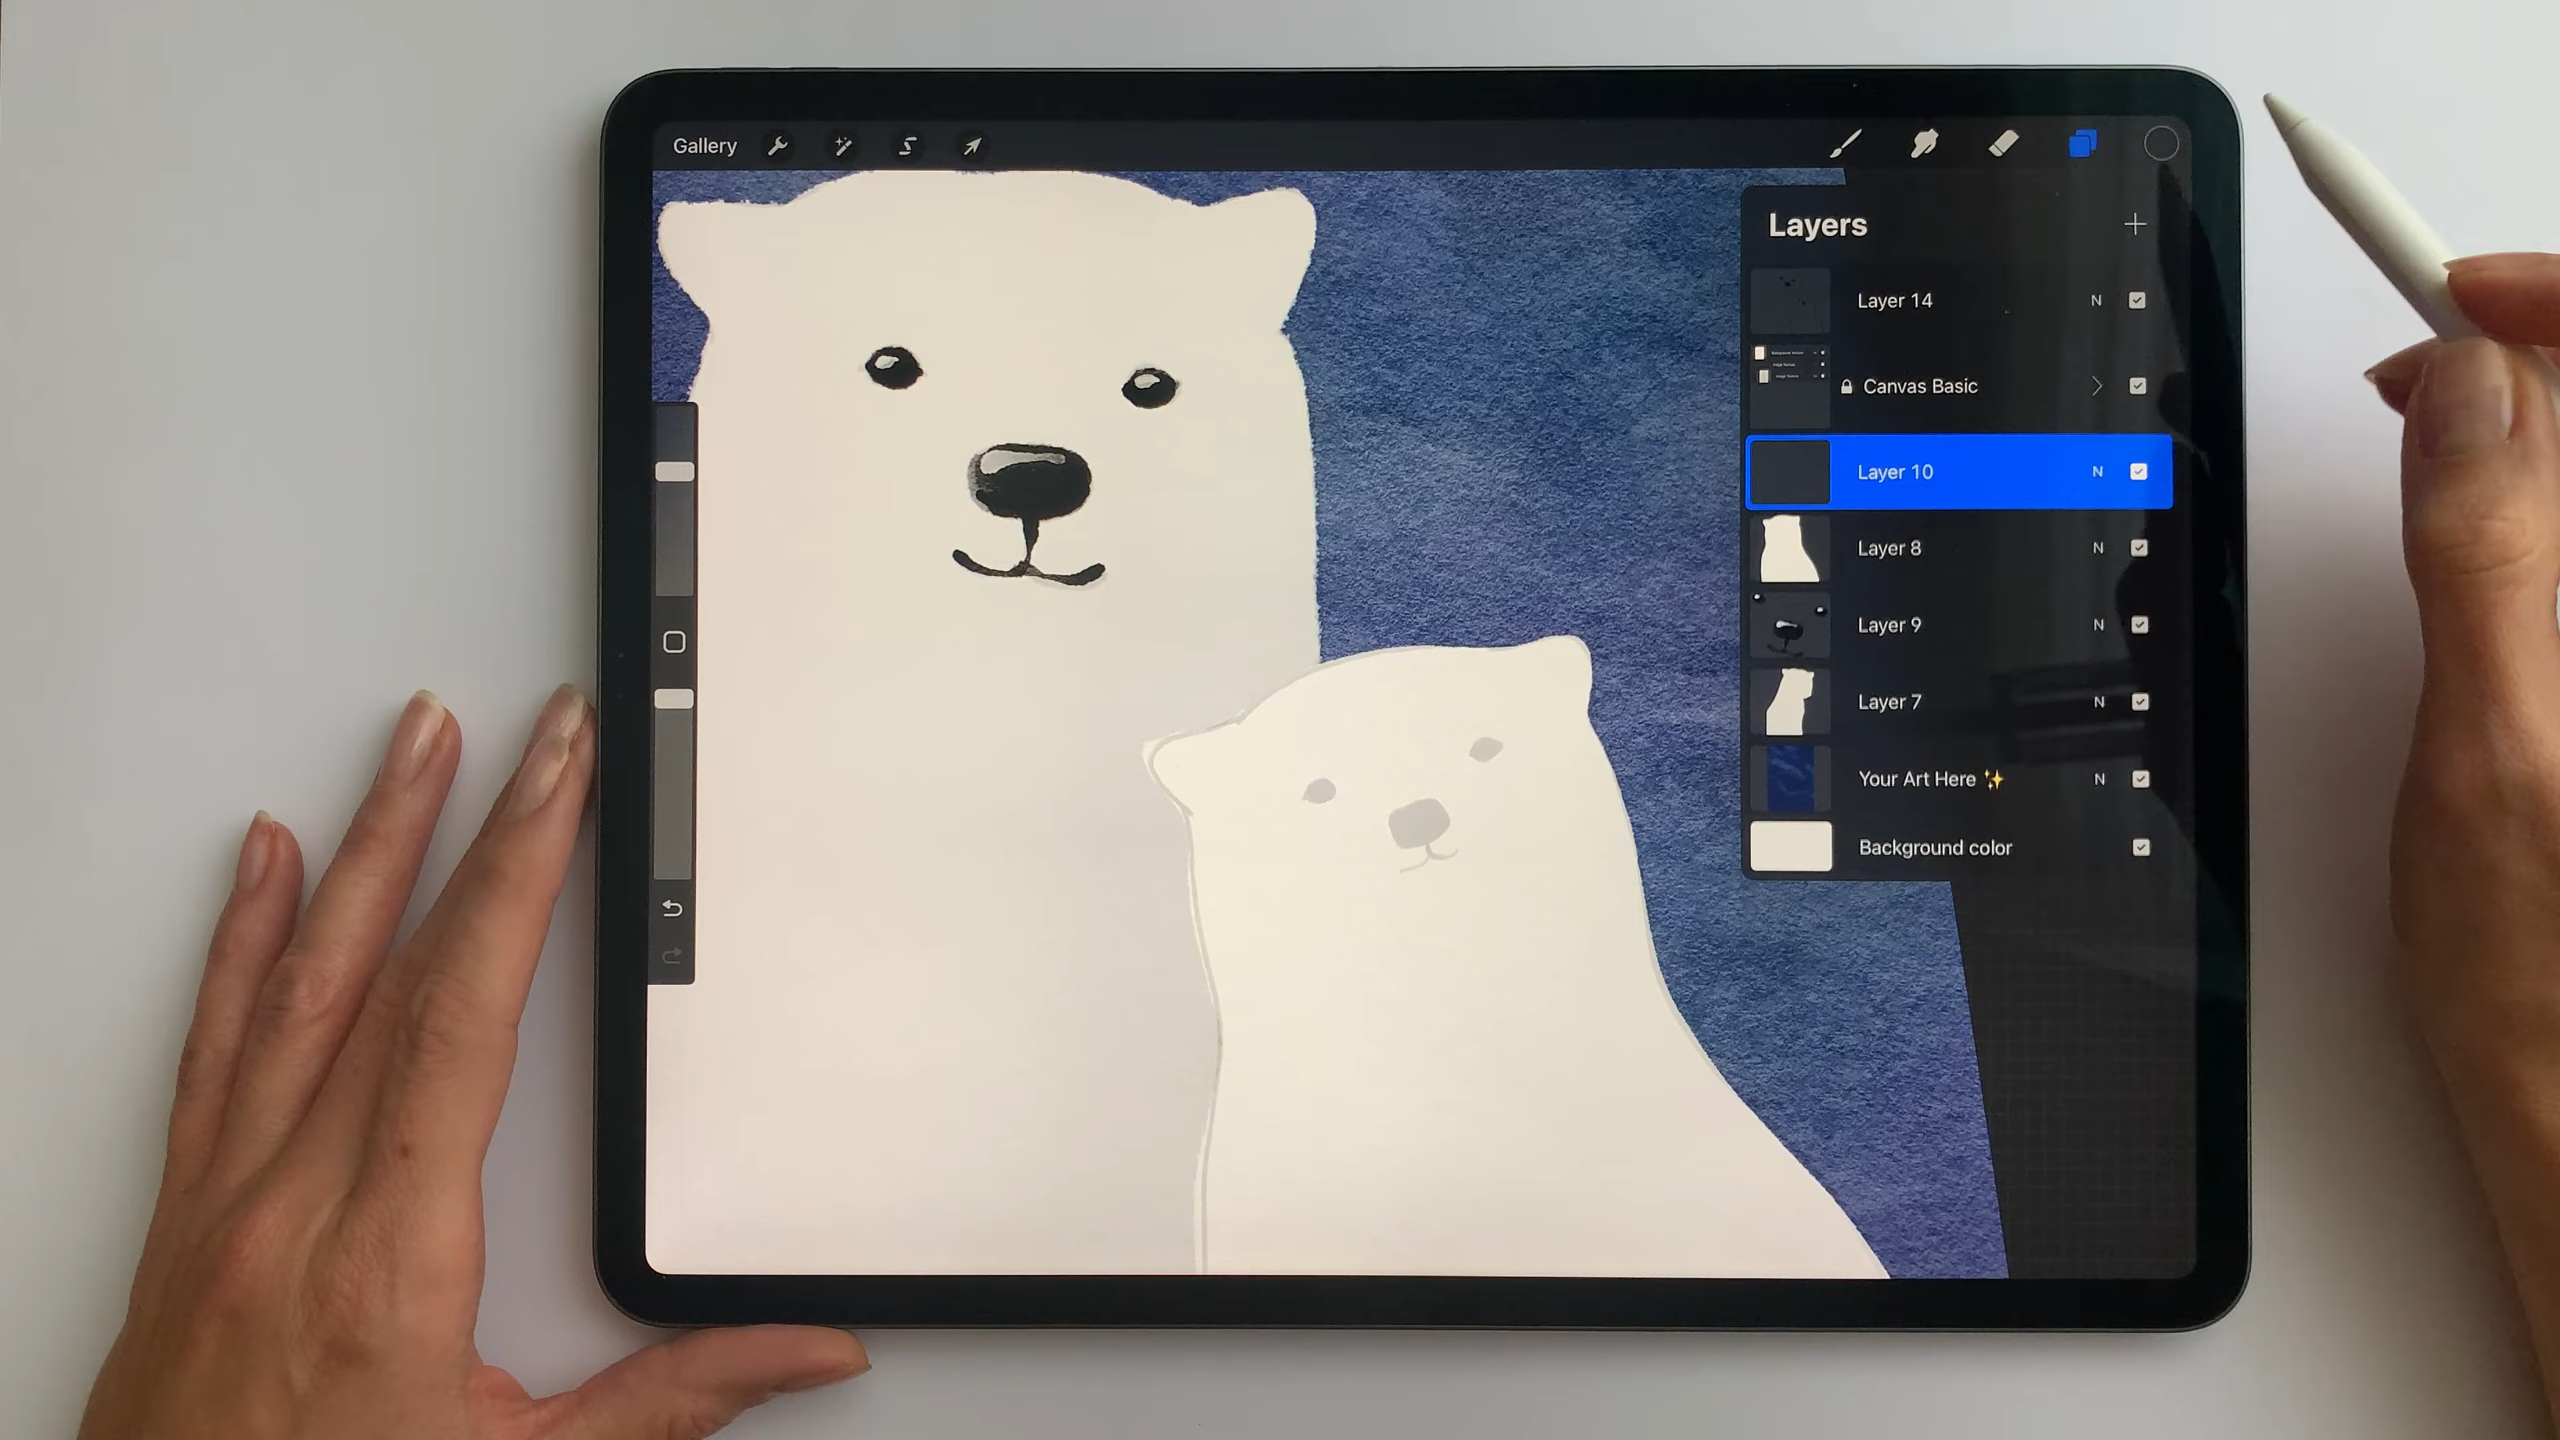 Gallery
Layers
Layer 14 N
Canvas Basic
Layer 10 N
Layer 8 N
Layer 9 N
Layer 7 N
Your Art Here ✨ N
Background color